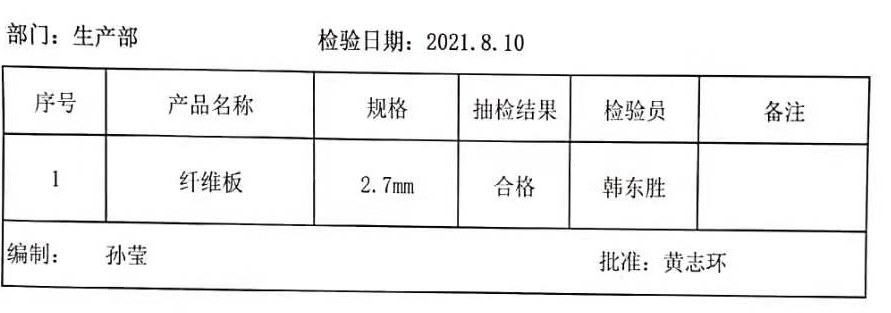 部门：生产部 检验日期：2021.8.10
序号 产品名称 规格 抽检结果 检验员 备注
1 纤维板 2.7mm 合格 韩东胜
编制： 孙莹 批准：黄志环